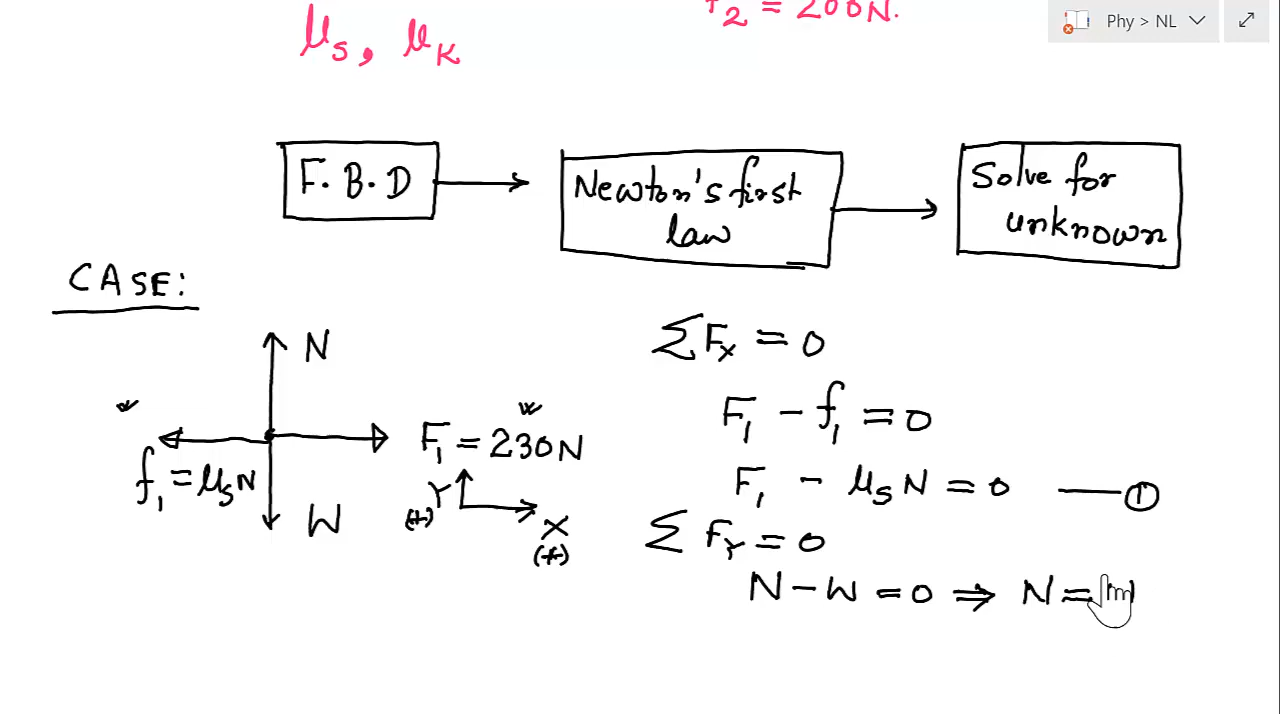 μs, μK
F2 = 200N.
Phy > NL
F.B.D
Newton's first law
Solve for unknown
CASE:
N
f1 = μsN
F1 = 230N
W
Y
(+)
X
(+)
ΣFx = 0
F1 - f1 = 0
F1 - μsN = 0 —— ①
ΣFY = 0
N - W = 0 ⇒ N =